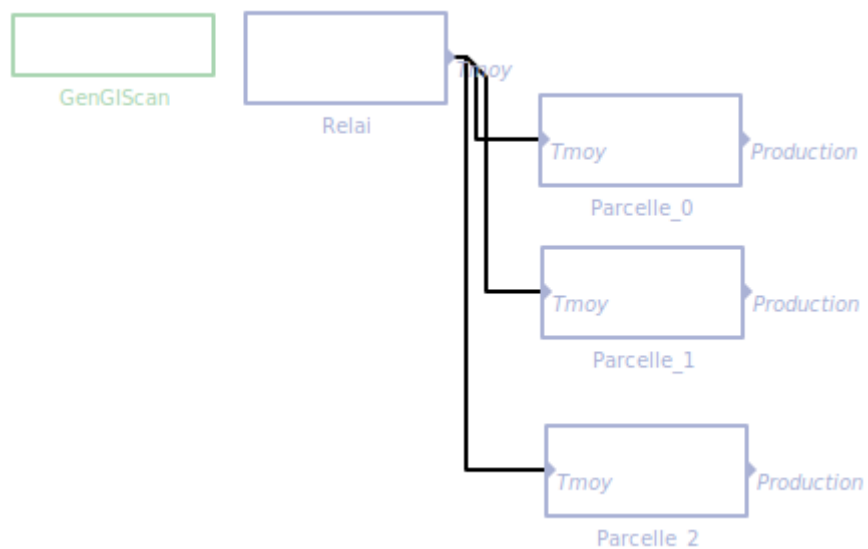 GenGIScan
Relai
Tmoy
Tmoy
Production
Parcelle_0
Tmoy
Production
Parcelle_1
Tmoy
Production
Parcelle_2